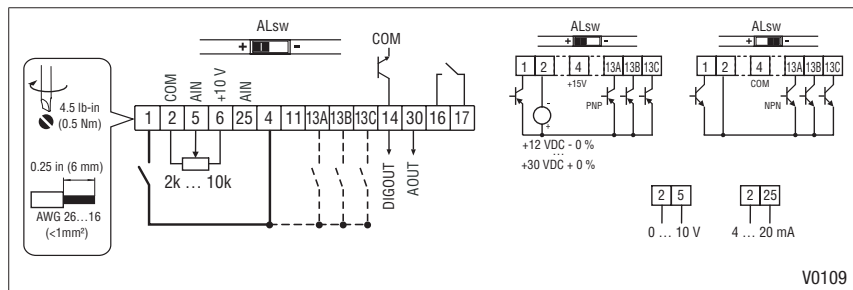 ALsw
+ -
COM
4.5 lb-in
(0.5 Nm)
0.25 in (6 mm)
AWG 26...16
(<1mm²)
COM
AIN
+10 V
AIN
1 2 5 6 25 4 11 13A 13B 13C 14 30 16 17
2k ... 10k
DIGOUT
AOUT
ALsw
+ -
1 2 4 13A 13B 13C
+15V
PNP
-
+
+12 VDC - 0 %
...
+30 VDC + 0 %
ALsw
+ -
1 2 4 13A 13B 13C
COM
NPN
2 5
0 ... 10 V
2 25
4 ... 20 mA
V0109